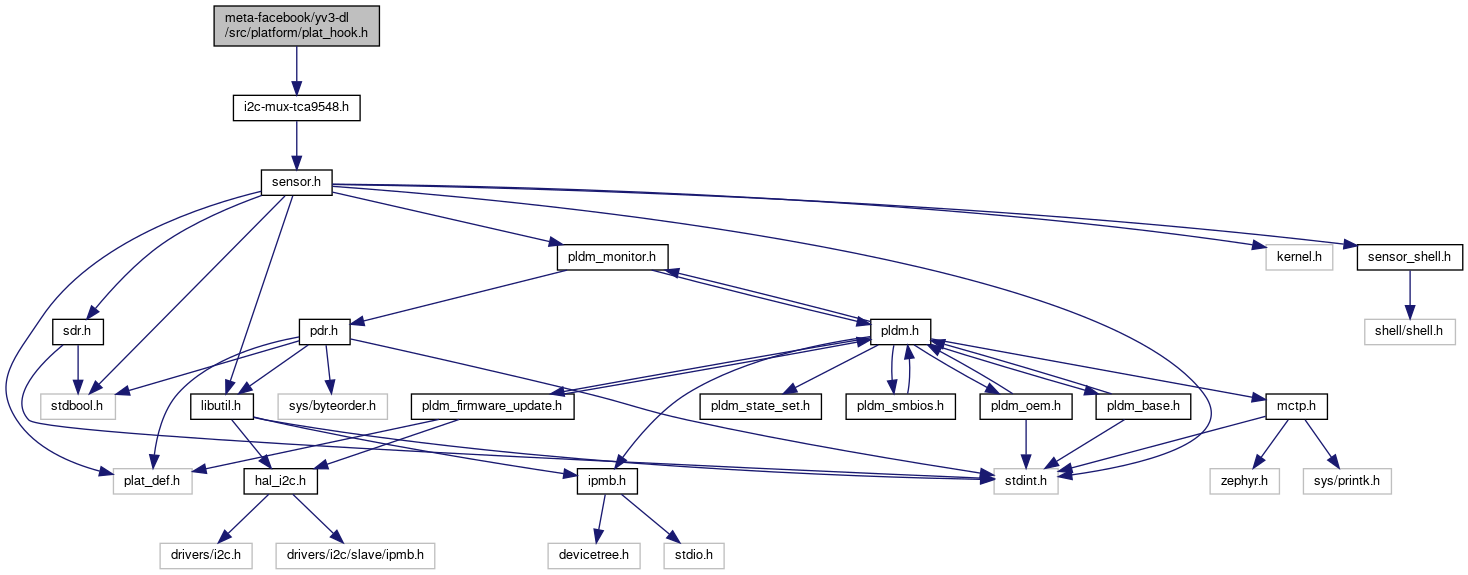 meta-facebook/yv3-dl
/src/platform/plat_hook.h
i2c-mux-tca9548.h
sensor.h
pldm_monitor.h
kernel.h
sensor_shell.h
sdr.h
pdr.h
pldm.h
shell/shell.h
stdbool.h
libutil.h
sys/byteorder.h
pldm_firmware_update.h
pldm_state_set.h
pldm_smbios.h
pldm_oem.h
pldm_base.h
mctp.h
plat_def.h
hal_i2c.h
ipmb.h
stdint.h
zephyr.h
sys/printk.h
drivers/i2c.h
drivers/i2c/slave/ipmb.h
devicetree.h
stdio.h